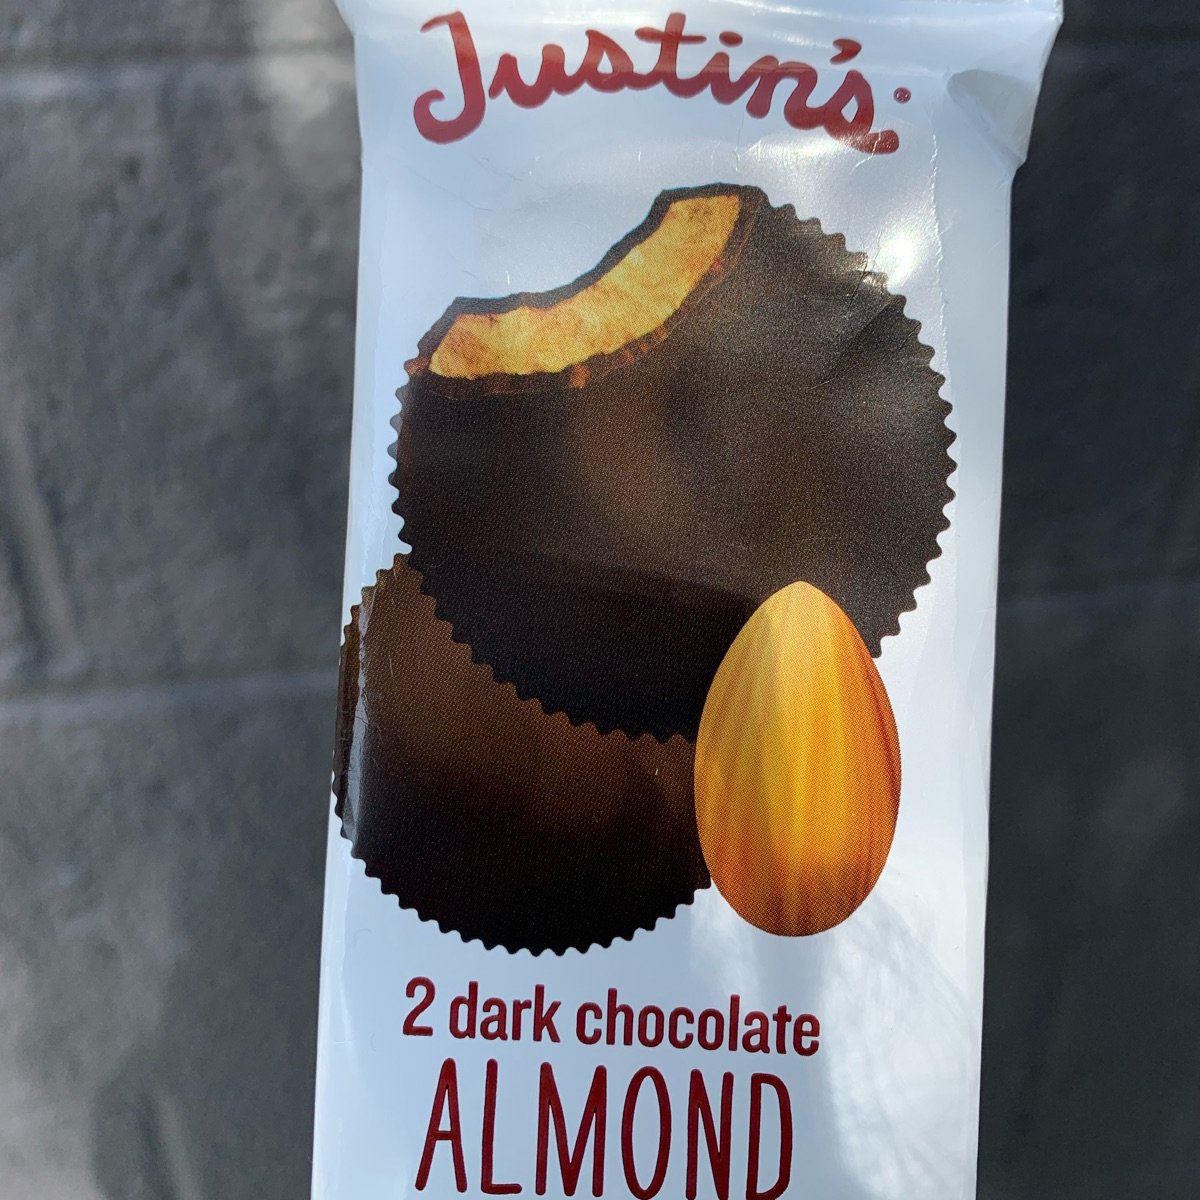 Justin's®
2 dark chocolate
ALMOND